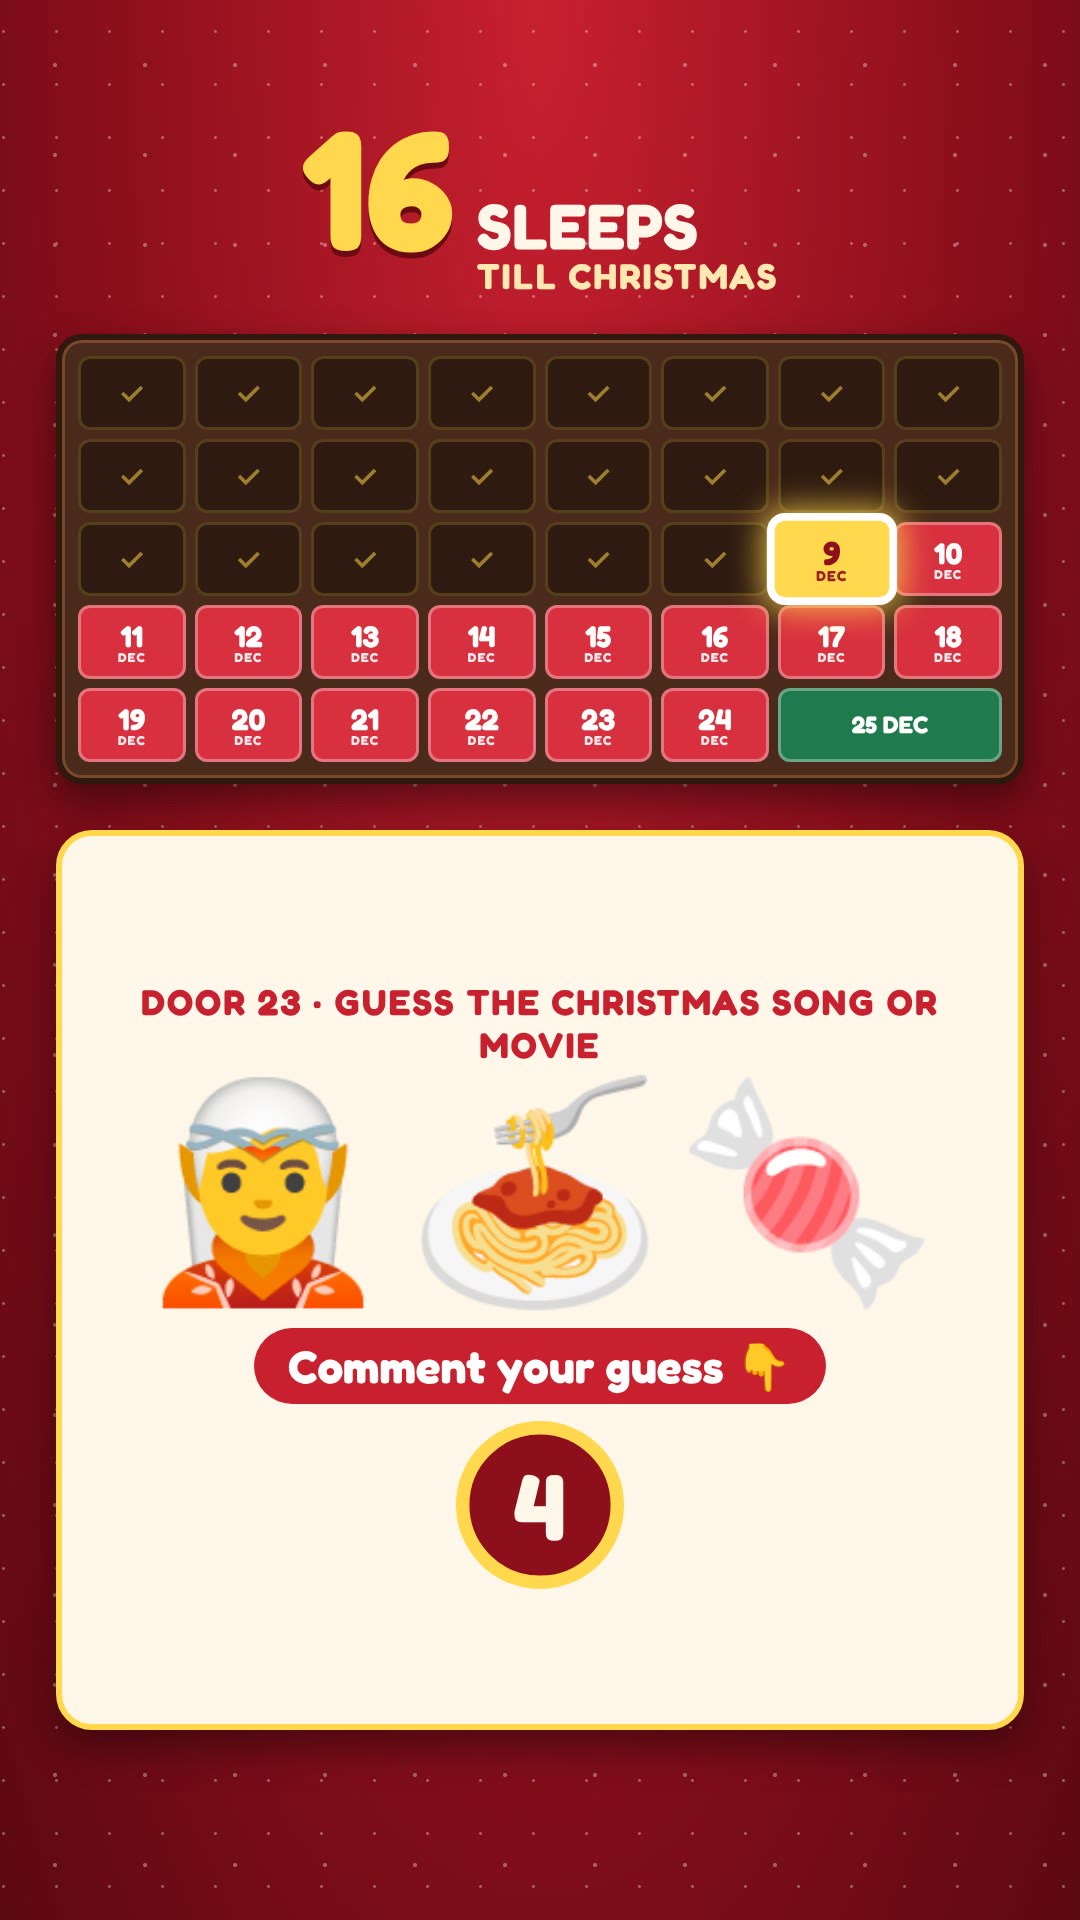 16 SLEEPS
TILL CHRISTMAS
9 DEC
10 DEC
11 DEC
12 DEC
13 DEC
14 DEC
15 DEC
16 DEC
17 DEC
18 DEC
19 DEC
20 DEC
21 DEC
22 DEC
23 DEC
24 DEC
25 DEC
DOOR 23 · GUESS THE CHRISTMAS SONG OR
MOVIE
Comment your guess 👇
4